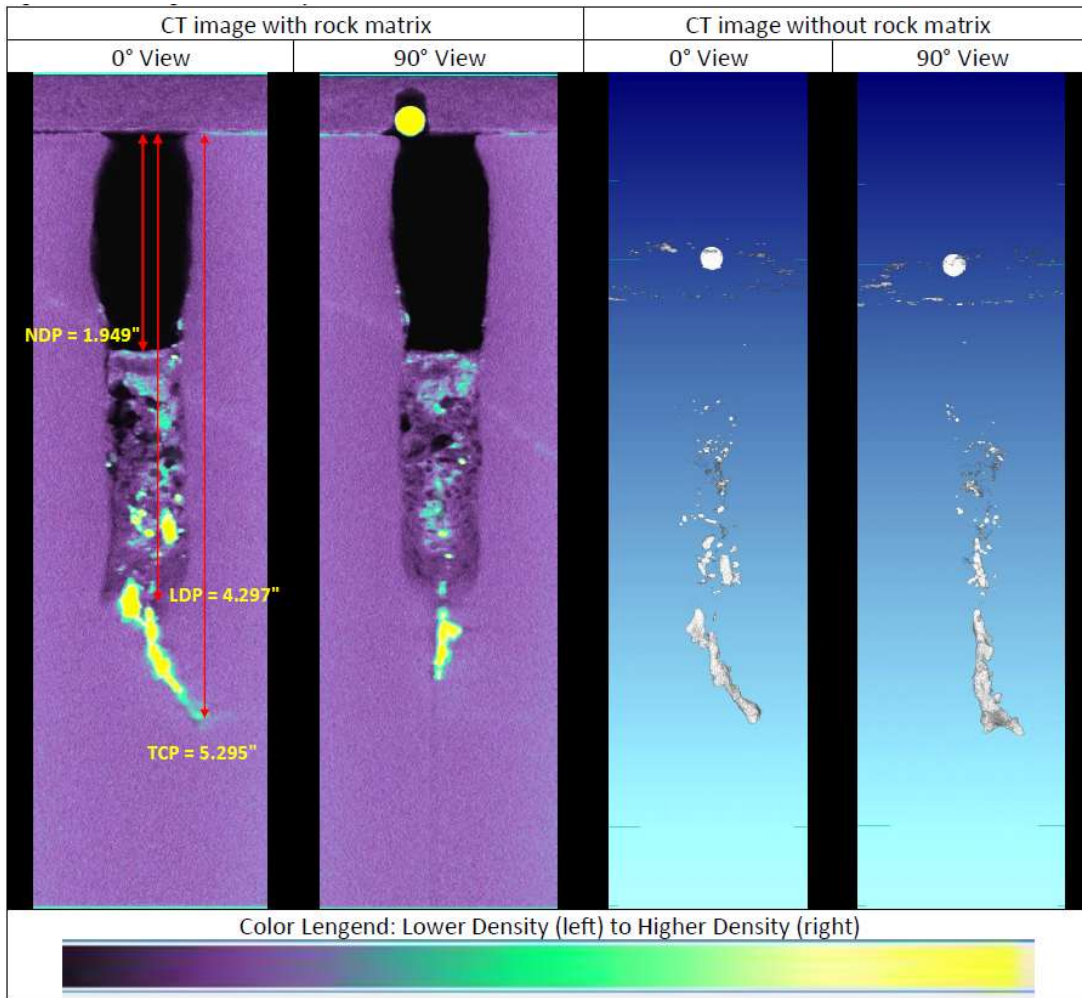 CT image with rock matrix
CT image without rock matrix
0° View
90° View
0° View
90° View
NDP = 1.949"
LDP = 4.297"
TCP = 5.295"
Color Lengend: Lower Density (left) to Higher Density (right)